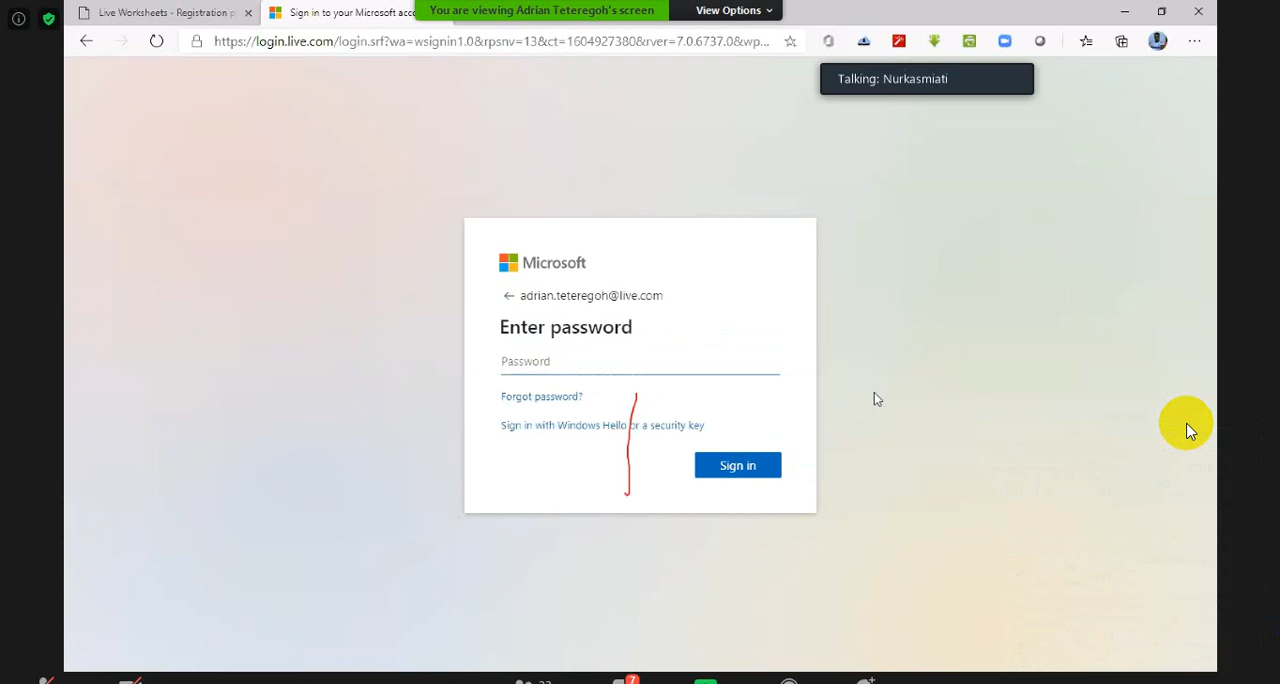 Live Worksheets - Registration p
Sign in to your Microsoft acc
You are viewing Adrian Teteregoh's screen
View Options
https://login.live.com/login.srf?wa=wsignin1.0&rpsnv=13&ct=1604927380&rver=7.0.6737.0&wp...
Talking: Nurkasmiati
Microsoft
adrian.teteregoh@live.com
Enter password
Password
Forgot password?
Sign in with Windows Hello or a security key
Sign in
7